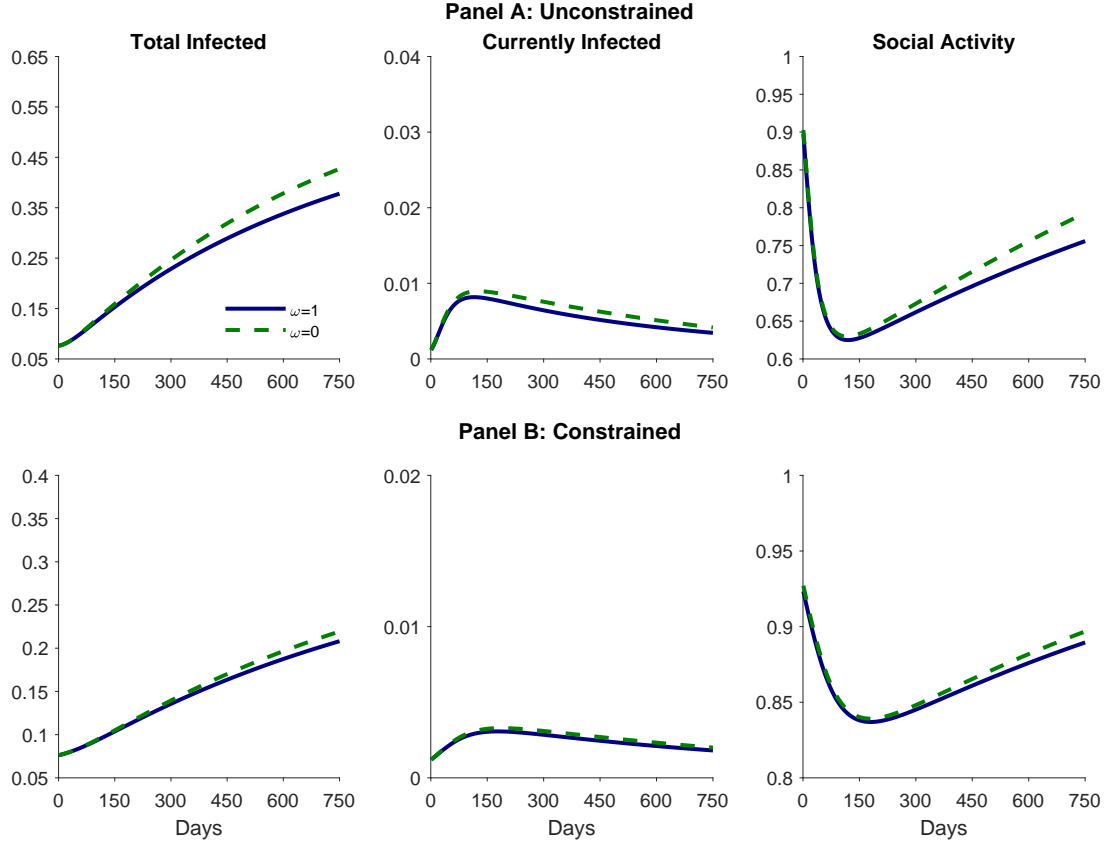 Panel A: Unconstrained
Total Infected
Currently Infected
Social Activity
0.65
0.55
0.45
0.35
0.25
0.15
0.05
0 150 300 450 600 750
ω=1
ω=0
0.04
0.03
0.02
0.01
0
0 150 300 450 600 750
1
0.95
0.9
0.85
0.8
0.75
0.7
0.65
0.6
0 150 300 450 600 750
Panel B: Constrained
0.4
0.35
0.3
0.25
0.2
0.15
0.1
0.05
0 150 300 450 600 750
Days
0.02
0.01
0
0 150 300 450 600 750
Days
1
0.95
0.9
0.85
0.8
0 150 300 450 600 750
Days